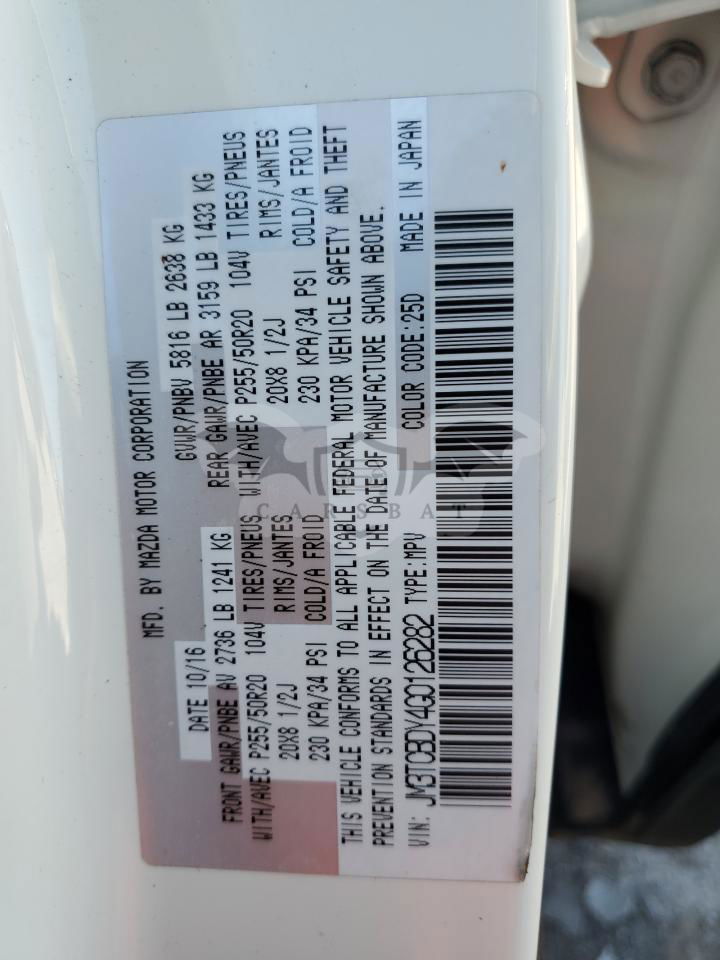 MFD. BY MAZDA MOTOR CORPORATION
DATE 10/16 GVWR/PNBV 5816 LB 2638 KG
FRONT GAWR/PNBE AV 2736 LB 1241 KG REAR GAWR/PNBE AR 3159 LB 1433 KG
WITH/AVEC P255/50R20 104V TIRES/PNEUS WITH/AVEC P255/50R20 104V TIRES/PNEUS
20X8 1/2J RIMS/JANTES 20X8 1/2J RIMS/JANTES
230 KPA/34 PSI COLD/A FROID 230 KPA/34 PSI COLD/A FROID
THIS VEHICLE CONFORMS TO ALL APPLICABLE FEDERAL MOTOR VEHICLE SAFETY AND THEFT
PREVENTION STANDARDS IN EFFECT ON THE DATE OF MANUFACTURE SHOWN ABOVE.
VIN: JM3TCBDY4G0126282 TYPE:MPV COLOR CODE:25D MADE IN JAPAN
CARSBAT